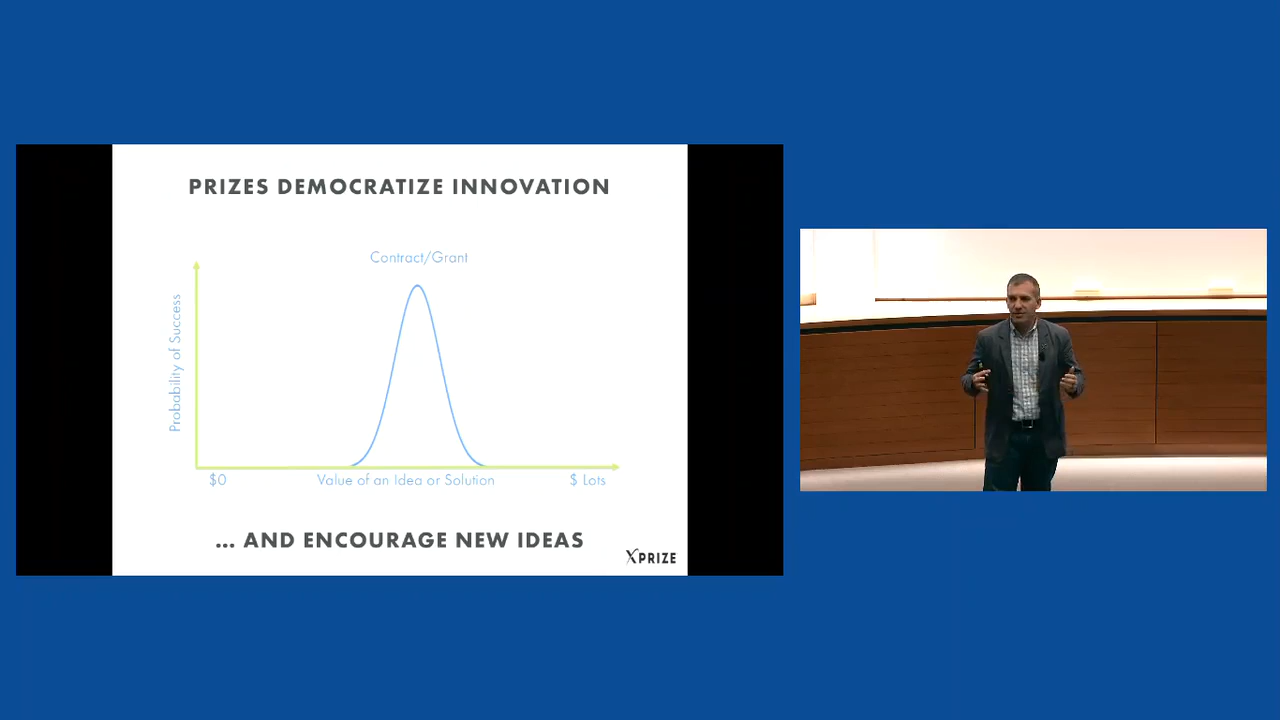 PRIZES DEMOCRATIZE INNOVATION
Contract/Grant
Probability of Success
$0
Value of an Idea or Solution
$ Lots
... AND ENCOURAGE NEW IDEAS
XPRIZE